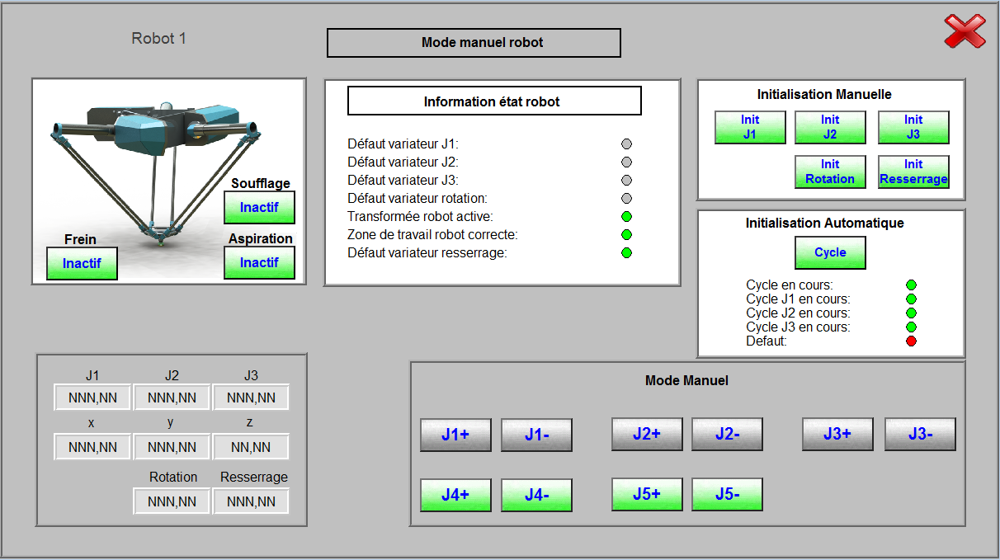 Robot 1
Mode manuel robot
Soufflage
Inactif
Frein
Inactif
Aspiration
Inactif
Information état robot
Défaut variateur J1:
Défaut variateur J2:
Défaut variateur J3:
Défaut variateur rotation:
Transformée robot active:
Zone de travail robot correcte:
Défaut variateur resserrage:
Initialisation Manuelle
Init
J1
Init
J2
Init
J3
Init
Rotation
Init
Resserrage
Initialisation Automatique
Cycle
Cycle en cours:
Cycle J1 en cours:
Cycle J2 en cours:
Cycle J3 en cours:
Defaut:
J1 J2 J3
NNN,NN NNN,NN NNN,NN
x y z
NNN,NN NNN,NN NN,NN
Rotation Resserrage
NNN,NN NNN,NN
Mode Manuel
J1+ J1- J2+ J2- J3+ J3-
J4+ J4- J5+ J5-